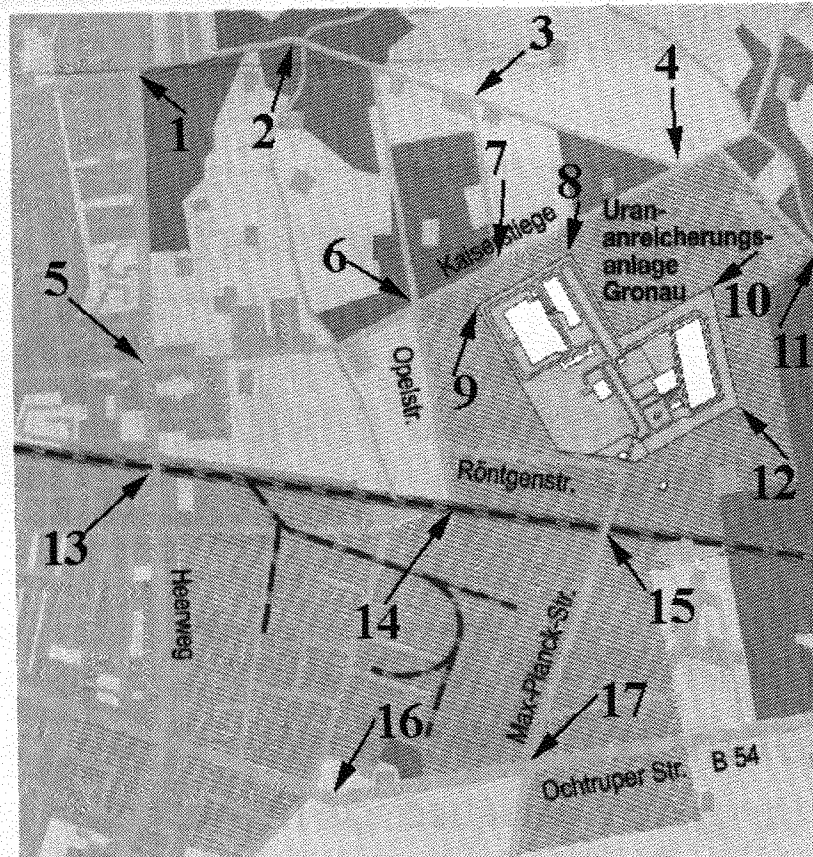 3
4
1
2
7
8
Uran-
anreicherungs-
anlage
Gronau
Kaiserstiege
6
5
10
11
9
Opelstr.
12
Röntgenstr.
13
14
15
Heerweg
Max-Planck-Str.
16
17
Ochtruper Str. B 54